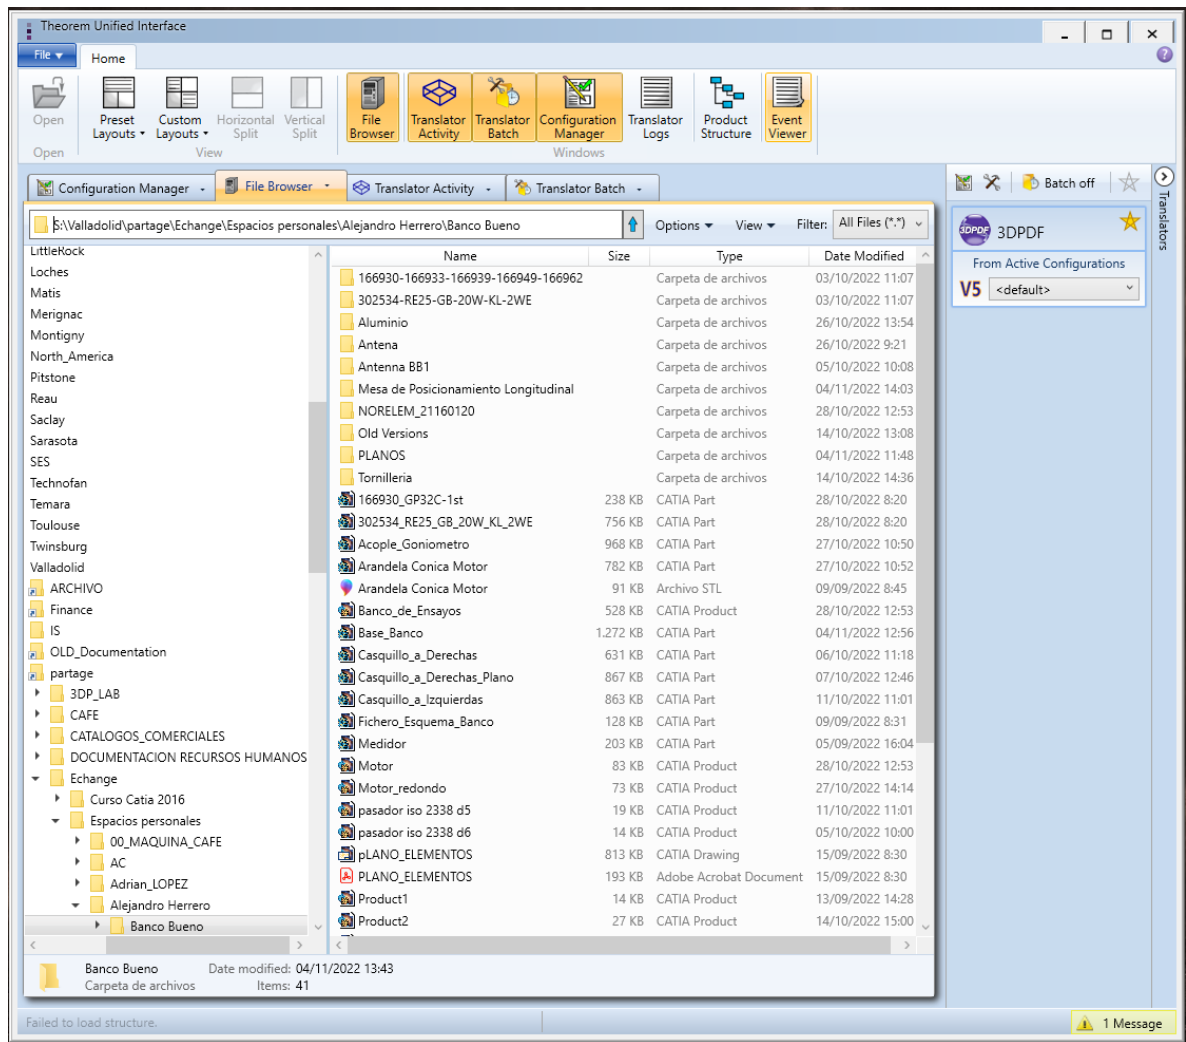 Theorem Unified Interface
File
Home
Open
Preset Layouts
Custom Layouts
Horizontal Split
Vertical Split
File Browser
Translator Activity
Translator Batch
Configuration Manager
Translator Logs
Product Structure
Event Viewer
Open
View
Windows
Configuration Manager
File Browser
Translator Activity
Translator Batch
Batch off
S:\Valladolid\partage\Echange\Espacios personales\Alejandro Herrero\Banco Bueno
Options
View
Filter:
All Files (*.*)
LittleRock
Loches
Matis
Merignac
Montigny
North_America
Pitstone
Reau
Saclay
Sarasota
SES
Technofan
Temara
Toulouse
Twinsburg
Valladolid
ARCHIVO
Finance
IS
OLD_Documentation
partage
3DP_LAB
CAFE
CATALOGOS_COMERCIALES
DOCUMENTACION RECURSOS HUMANOS
Echange
Curso Catia 2016
Espacios personales
00_MAQUINA_CAFE
AC
Adrian_LOPEZ
Alejandro Herrero
Banco Bueno
Name Size Type Date Modified
166930-166933-166939-166949-166962 Carpeta de archivos 03/10/2022 11:07
302534-RE25-GB-20W-KL-2WE Carpeta de archivos 03/10/2022 11:07
Aluminio Carpeta de archivos 26/10/2022 13:54
Antena Carpeta de archivos 26/10/2022 9:21
Antenna BB1 Carpeta de archivos 05/10/2022 10:08
Mesa de Posicionamiento Longitudinal Carpeta de archivos 04/11/2022 14:03
NORELEM_21160120 Carpeta de archivos 28/10/2022 12:53
Old Versions Carpeta de archivos 14/10/2022 13:08
PLANOS Carpeta de archivos 04/11/2022 11:48
Tornilleria Carpeta de archivos 14/10/2022 14:36
166930_GP32C-1st 238 KB CATIA Part 28/10/2022 8:20
302534_RE25_GB_20W_KL_2WE 756 KB CATIA Part 28/10/2022 8:20
Acople_Goniometro 968 KB CATIA Part 27/10/2022 10:50
Arandela Conica Motor 782 KB CATIA Part 27/10/2022 10:52
Arandela Conica Motor 91 KB Archivo STL 09/09/2022 8:45
Banco_de_Ensayos 528 KB CATIA Product 28/10/2022 12:53
Base_Banco 1.272 KB CATIA Part 04/11/2022 12:56
Casquillo_a_Derechas 631 KB CATIA Part 06/10/2022 11:18
Casquillo_a_Derechas_Plano 867 KB CATIA Part 07/10/2022 12:46
Casquillo_a_Izquierdas 863 KB CATIA Part 11/10/2022 11:01
Fichero_Esquema_Banco 128 KB CATIA Part 09/09/2022 8:31
Medidor 203 KB CATIA Part 05/09/2022 16:04
Motor 83 KB CATIA Product 28/10/2022 12:53
Motor_redondo 73 KB CATIA Product 27/10/2022 14:14
pasador iso 2338 d5 19 KB CATIA Product 11/10/2022 11:01
pasador iso 2338 d6 14 KB CATIA Product 05/10/2022 10:00
pLANO_ELEMENTOS 813 KB CATIA Drawing 15/09/2022 8:30
PLANO_ELEMENTOS 193 KB Adobe Acrobat Document 15/09/2022 8:30
Product1 14 KB CATIA Product 13/09/2022 14:28
Product2 27 KB CATIA Product 14/10/2022 15:00
3DPDF 3DPDF
From Active Configurations
V5 <default>
Translators
Banco Bueno Date modified: 04/11/2022 13:43
Carpeta de archivos Items: 41
Failed to load structure.
1 Message